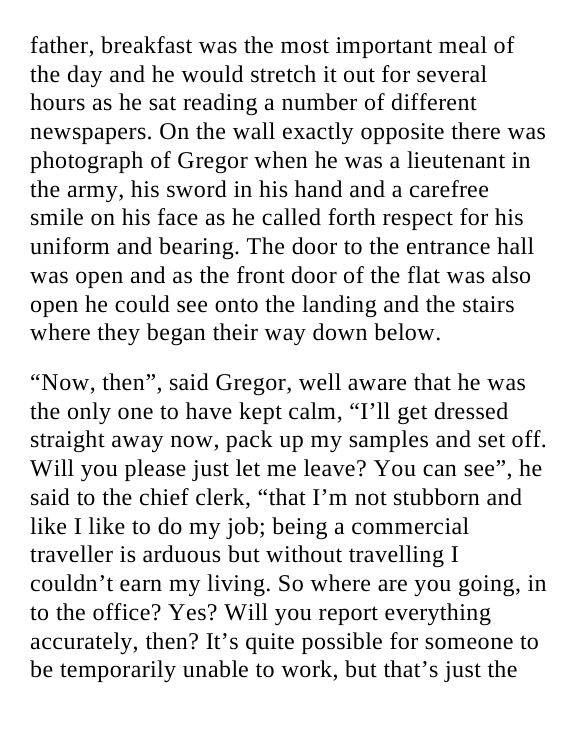 father, breakfast was the most important meal of
the day and he would stretch it out for several
hours as he sat reading a number of different
newspapers. On the wall exactly opposite there was
photograph of Gregor when he was a lieutenant in
the army, his sword in his hand and a carefree
smile on his face as he called forth respect for his
uniform and bearing. The door to the entrance hall
was open and as the front door of the flat was also
open he could see onto the landing and the stairs
where they began their way down below.
“Now, then”, said Gregor, well aware that he was
the only one to have kept calm, “I’ll get dressed
straight away now, pack up my samples and set off.
Will you please just let me leave? You can see”, he
said to the chief clerk, “that I’m not stubborn and
like I like to do my job; being a commercial
traveller is arduous but without travelling I
couldn’t earn my living. So where are you going, in
to the office? Yes? Will you report everything
accurately, then? It’s quite possible for someone to
be temporarily unable to work, but that’s just the